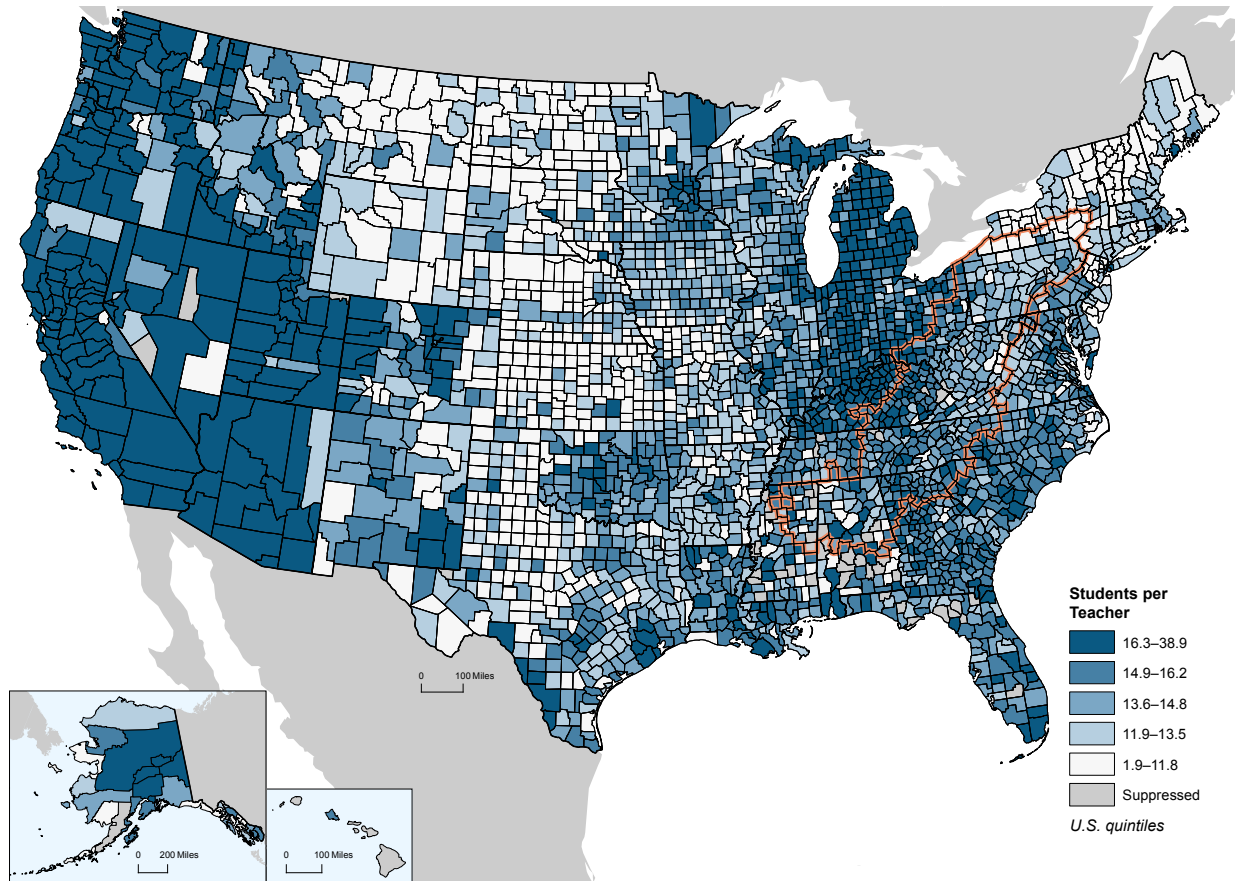 Students per
Teacher
16.3–38.9
14.9–16.2
13.6–14.8
11.9–13.5
1.9–11.8
Suppressed
U.S. quintiles
0 100 Miles
0 200 Miles
0 100 Miles